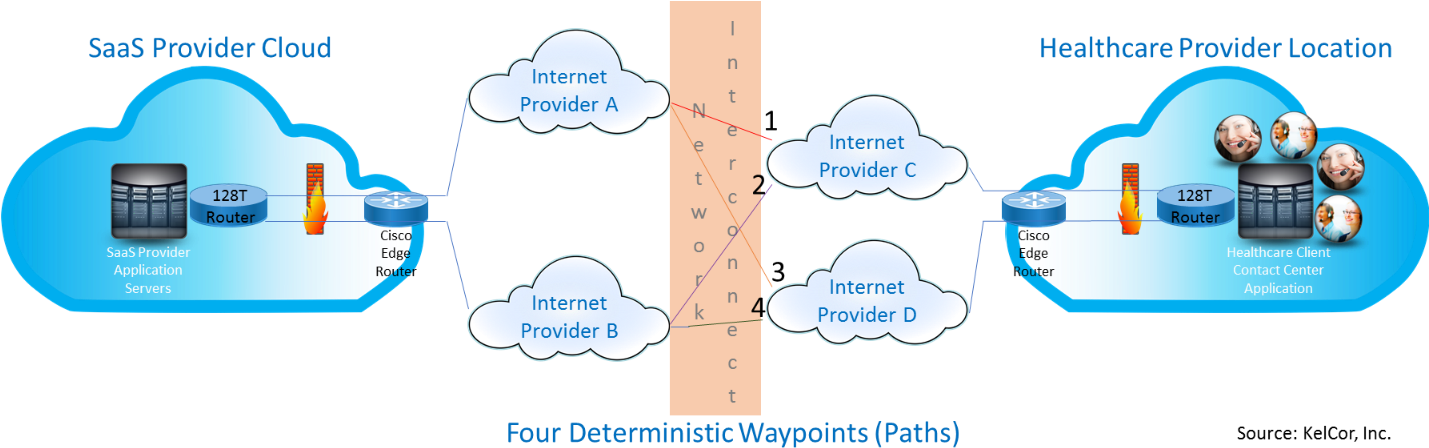 SaaS Provider Cloud
Healthcare Provider Location
Internet
Provider A
Network
Interconnect
1
Internet
Provider C
2
128T
Router
128T
Router
SaaS Provider
Application
Servers
Cisco
Edge
Router
Cisco
Edge
Router
Healthcare Client
Contact Center
Application
3
Internet
Provider B
4
Internet
Provider D
Four Deterministic Waypoints (Paths)
Source: KelCor, Inc.